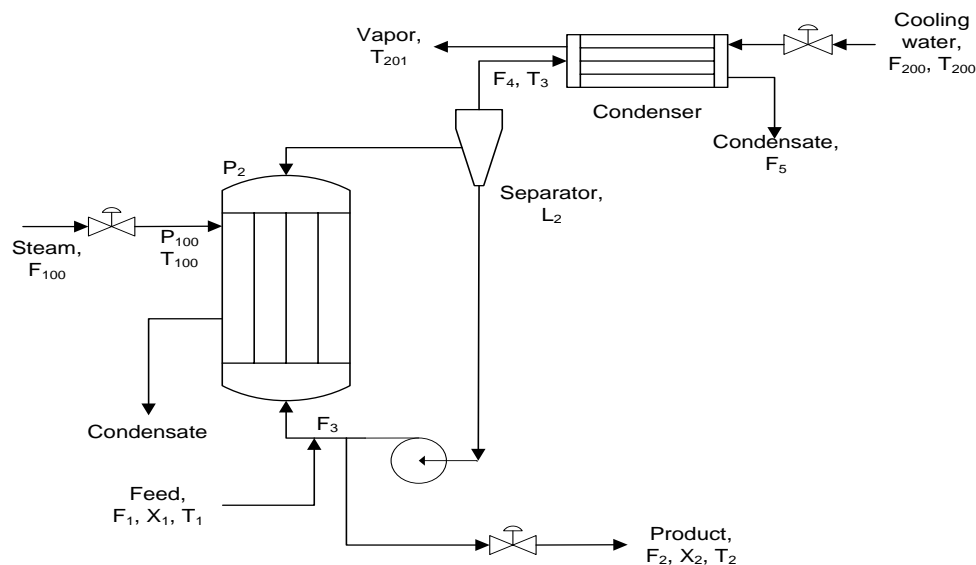 Vapor,
T₂₀₁
Cooling
water,
F₂₀₀, T₂₀₀
F₄, T₃
Condenser
Condensate,
F₅
P₂
Separator,
L₂
Steam,
F₁₀₀
P₁₀₀
T₁₀₀
Condensate
F₃
Feed,
F₁, X₁, T₁
Product,
F₂, X₂, T₂